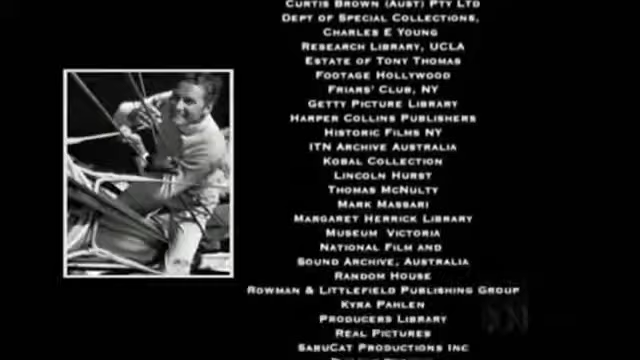 CURTIS BROWN (AUST) PTY LTD
DEPT OF SPECIAL COLLECTIONS,
CHARLES E YOUNG
RESEARCH LIBRARY, UCLA
ESTATE OF TONY THOMAS
FOOTAGE HOLLYWOOD
FRIARS' CLUB, NY
GETTY PICTURE LIBRARY
HARPER COLLINS PUBLISHERS
HISTORIC FILMS NY
ITN ARCHIVE AUSTRALIA
KOBAL COLLECTION
LINCOLN HURST
THOMAS MCNULTY
MARK MASSARI
MARGARET HERRICK LIBRARY
MUSEUM VICTORIA
NATIONAL FILM AND
SOUND ARCHIVE, AUSTRALIA
RANDOM HOUSE
ROWMAN & LITTLEFIELD PUBLISHING GROUP
KYRA PAHLEN
PRODUCERS LIBRARY
REAL PICTURES
SABUCAT PRODUCTIONS INC